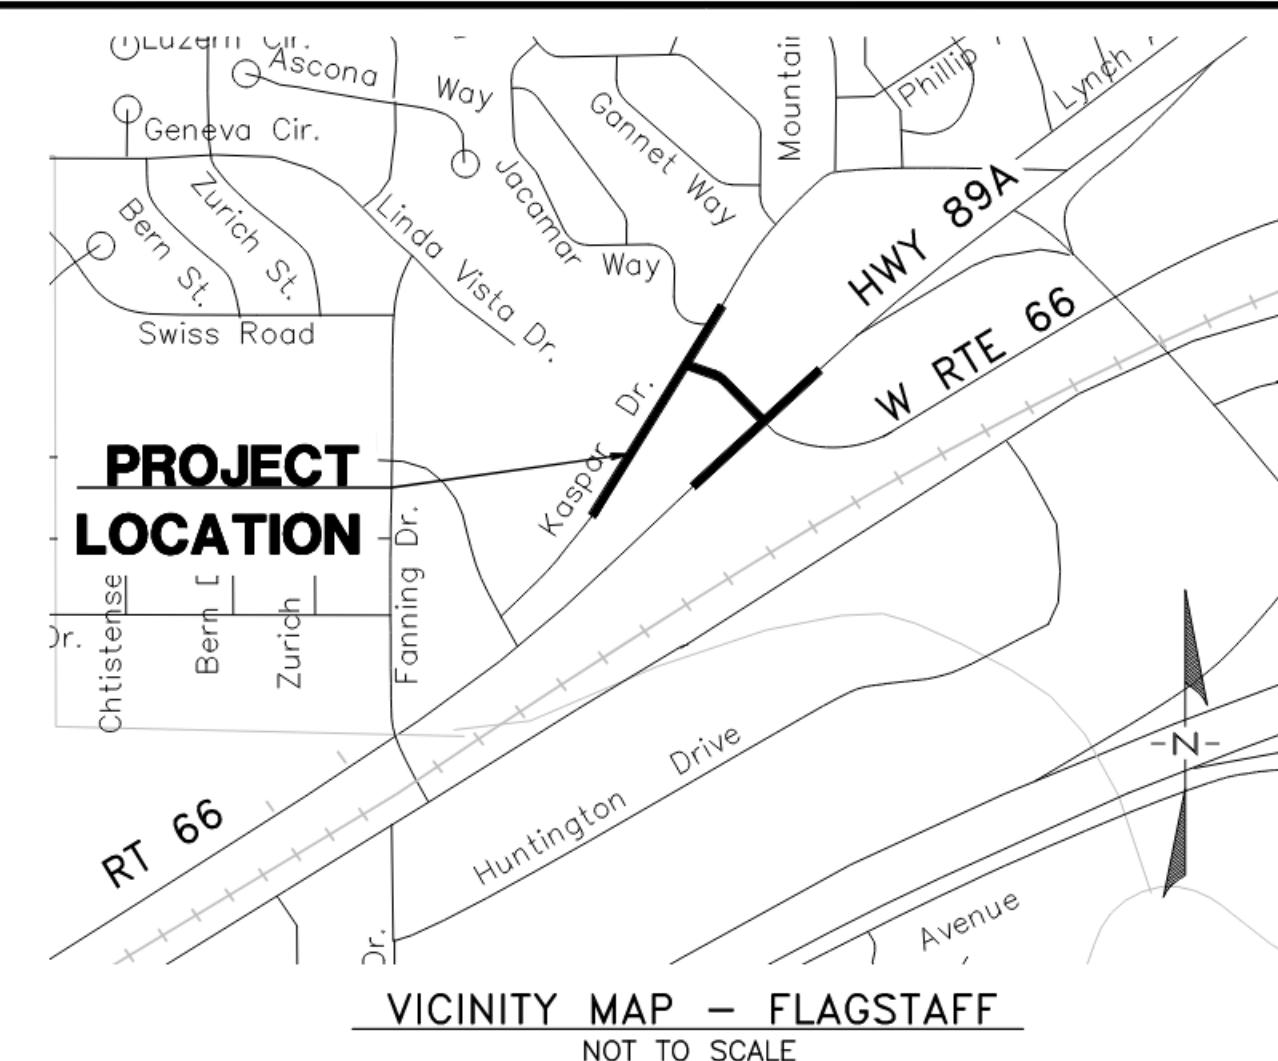 Luzern Cir.
Ascona
Way
Geneva Cir.
Gannet Way
Mountain
Phillip
Lynch
Jacamar
Way
Zurich St.
Bern St.
Linda Vista Dr.
Swiss Road
HWY 89A
W RTE 66
Kaspar Dr.
PROJECT
LOCATION
Fanning Dr.
Dr.
Chtistense
Bern
Zurich
RT 66
Huntington Drive
Dr.
Avenue
-N-
VICINITY MAP – FLAGSTAFF
NOT TO SCALE